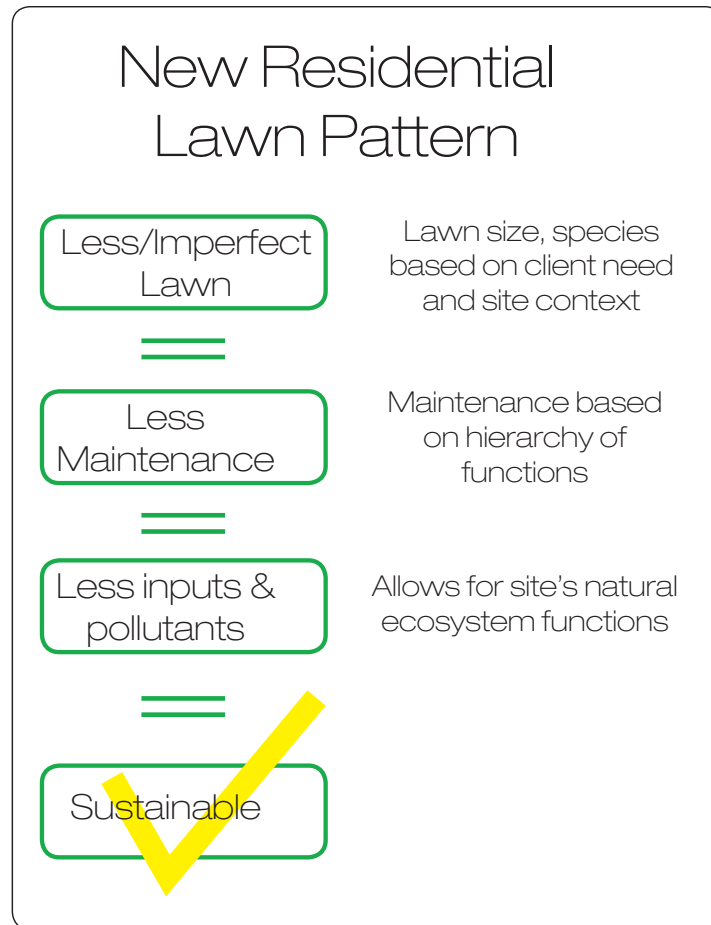 New Residential
Lawn Pattern
Less/Imperfect
Lawn
Lawn size, species
based on client need
and site context
Less
Maintenance
Maintenance based
on hierarchy of
functions
Less inputs &
pollutants
Allows for site's natural
ecosystem functions
Sustainable